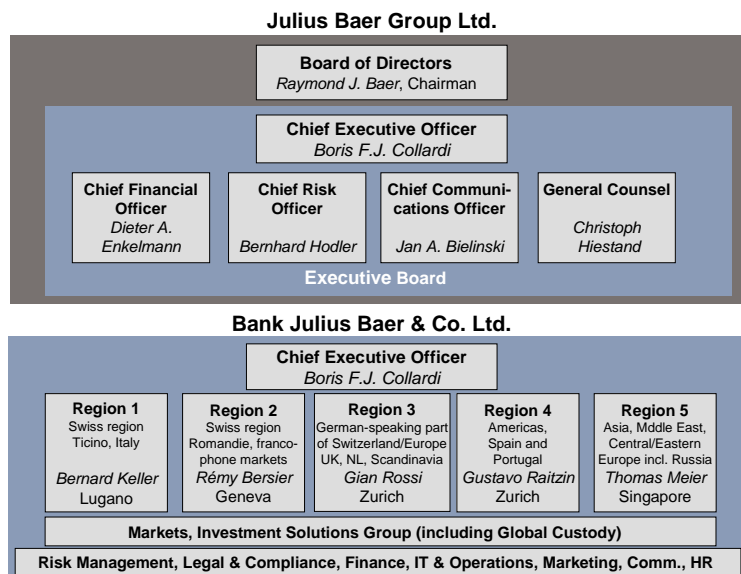 Julius Baer Group Ltd.
Board of Directors
Raymond J. Baer, Chairman
Chief Executive Officer
Boris F.J. Collardi
Chief Financial
Officer
Dieter A.
Enkelmann
Chief Risk
Officer
Bernhard Hodler
Chief Communi-
cations Officer
Jan A. Bielinski
General Counsel
Christoph
Hiestand
Executive Board
Bank Julius Baer & Co. Ltd.
Chief Executive Officer
Boris F.J. Collardi
Region 1
Swiss region
Ticino, Italy
Bernard Keller
Lugano
Region 2
Swiss region
Romandie, franco-
phone markets
Rémy Bersier
Geneva
Region 3
German-speaking part
of Switzerland/Europe
UK, NL, Scandinavia
Gian Rossi
Zurich
Region 4
Americas,
Spain and
Portugal
Gustavo Raitzin
Zurich
Region 5
Asia, Mddle East,
Central/Eastern
Europe incl. Russia
Thomas Meier
Singapore
Markets, Investment Solutions Group (including Global Custody)
Risk Management, Legal & Compliance, Finance, IT & Operations, Marketing, Comm., HR